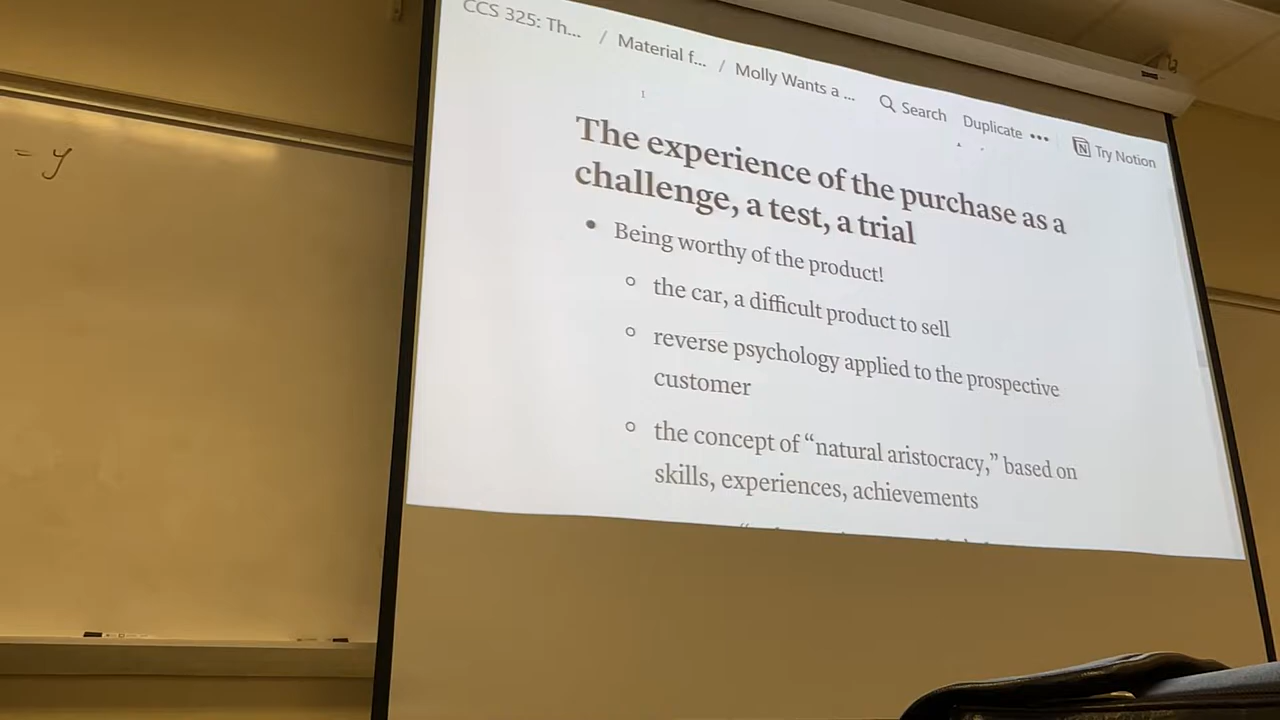 = y
CCS 325: Th... / Material f... / Molly Wants a ... Search Duplicate ••• Try Notion
The experience of the purchase as a
challenge, a test, a trial
• Being worthy of the product!
◦ the car, a difficult product to sell
◦ reverse psychology applied to the prospective
customer
◦ the concept of “natural aristocracy,” based on
skills, experiences, achievements